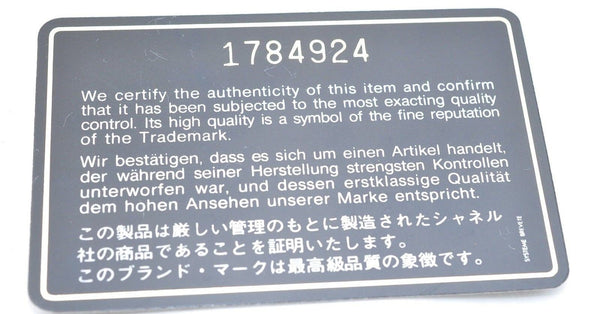 1784924
We certify the authenticity of this item and confirm
that it has been subjected to the most exacting quality
control. Its high quality is a symbol of the fine reputation
of the Trademark.
Wir bestätigen, dass es sich um einen Artikel handelt,
der während seiner Herstellung strengsten Kontrollen
unterworfen war, und dessen erstklassige Qualität
dem hohen Ansehen unserer Marke entspricht.
この製品は厳しい管理のもとに製造されたシャネル
社の商品であることを証明いたします。
このブランド・マークは最高級品質の象徴です。
SYSTEME BREVETE